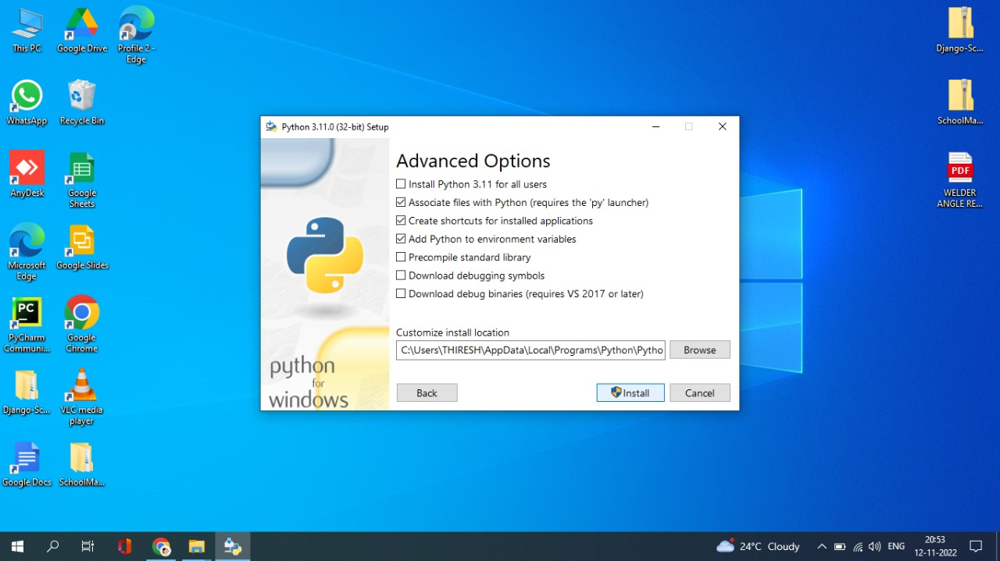 This PC
Google Drive
Profile 2 -
Edge
WhatsApp
Recycle Bin
AnyDesk
Google
Sheets
Microsoft
Edge
Google Slides
PC
PyCharm
Communi...
Google
Chrome
Django-Sc...
VLC media
player
Google Docs
SchoolMa...
Django-Sc...
SchoolMa...
PDF
WELDER
ANGLE RE...
Python 3.11.0 (32-bit) Setup
Advanced Options
Install Python 3.11 for all users
Associate files with Python (requires the 'py' launcher)
Create shortcuts for installed applications
Add Python to environment variables
Precompile standard library
Download debugging symbols
Download debug binaries (requires VS 2017 or later)
Customize install location
C:\Users\THIRESH\AppData\Local\Programs\Python\Pytho
Browse
python
for
windows
Back
Install
Cancel
24°C Cloudy
ENG
20:53
12-11-2022